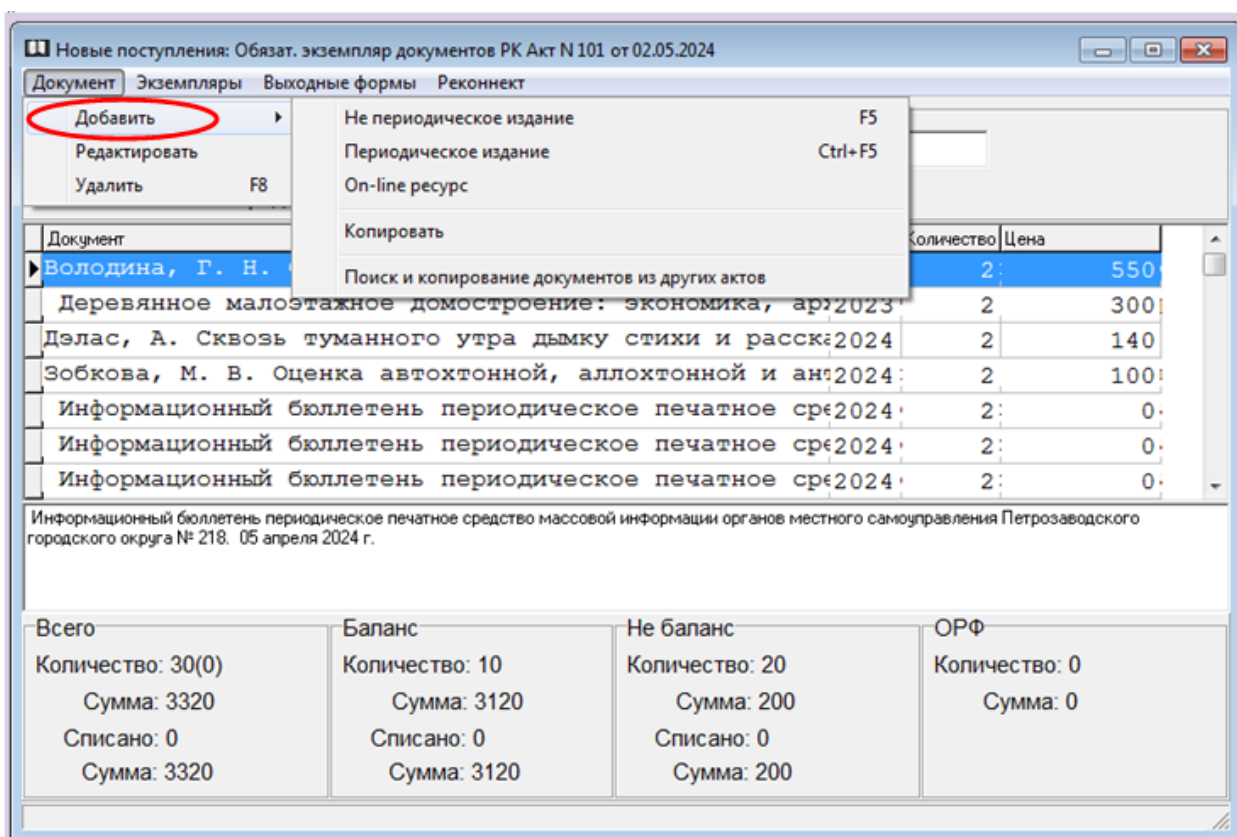 Новые поступления: Обязат. экземпляр документов РК Акт N 101 от 02.05.2024
Документ Экземпляры Выходные формы Реконнект
Добавить
Редактировать
Удалить F8
Не периодическое издание F5
Периодическое издание Ctrl+F5
On-line ресурс
Копировать
Поиск и копирование документов из других актов
Документ Количество Цена
Володина, Г. Н. 2 550
Деревянное малоэтажное домостроение: экономика, ар 2023 2 300
Дэлас, А. Сквозь туманного утра дымку стихи и расск 2024 2 140
Зобкова, М. В. Оценка автохтонной, аллохтонной и ан 2024 2 100
Информационный бюллетень периодическое печатное ср 2024 2 0
Информационный бюллетень периодическое печатное ср 2024 2 0
Информационный бюллетень периодическое печатное ср 2024 2 0
Информационный бюллетень периодическое печатное средство массовой информации органов местного самоуправления Петрозаводского
городского округа № 218. 05 апреля 2024 г.
Всего Баланс Не баланс ОРФ
Количество: 30(0) Количество: 10 Количество: 20 Количество: 0
Сумма: 3320 Сумма: 3120 Сумма: 200 Сумма: 0
Списано: 0 Списано: 0 Списано: 0
Сумма: 3320 Сумма: 3120 Сумма: 200